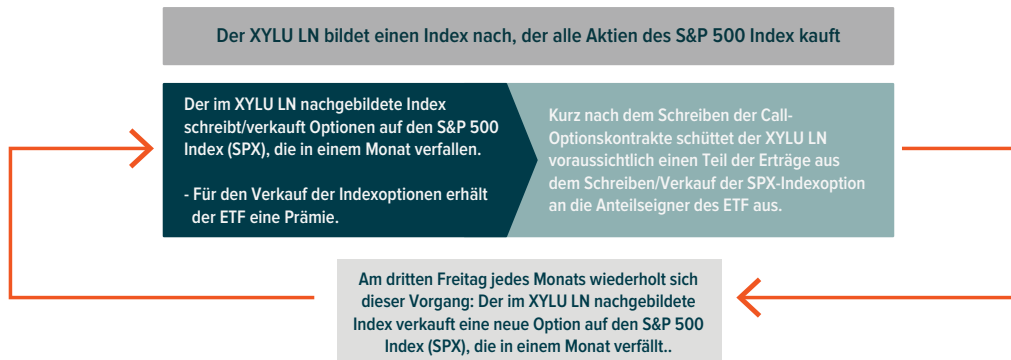 Der XYLU LN bildet einen Index nach, der alle Aktien des S&P 500 Index kauft
Der im XYLU LN nachgebildete Index
schreibt/verkauft Optionen auf den S&P 500
Index (SPX), die in einem Monat verfallen.
- Für den Verkauf der Indexoptionen erhält
der ETF eine Prämie.
Kurz nach dem Schreiben der Call-
Optionskontrakte schüttet der XYLU LN
voraussichtlich einen Teil der Erträge aus
dem Schreiben/Verkauf der SPX-Indexoption
an die Anteilseigner des ETF aus.
Am dritten Freitag jedes Monats wiederholt sich
dieser Vorgang: Der im XYLU LN nachgebildete
Index verkauft eine neue Option auf den S&P 500
Index (SPX), die in einem Monat verfällt..